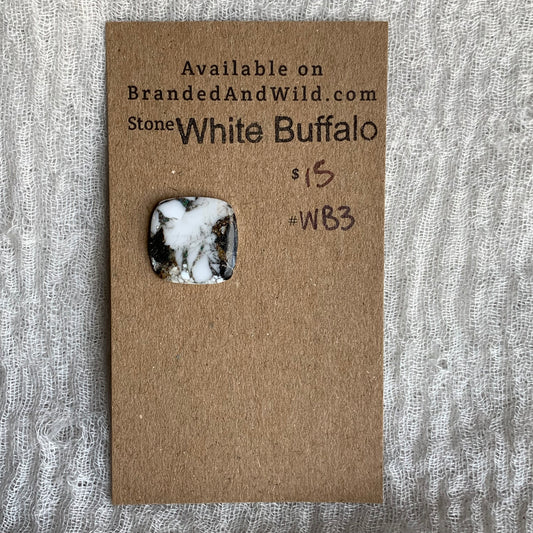 Available on
BrandedAndWild.com
Stone White Buffalo
$ 15
#WB3